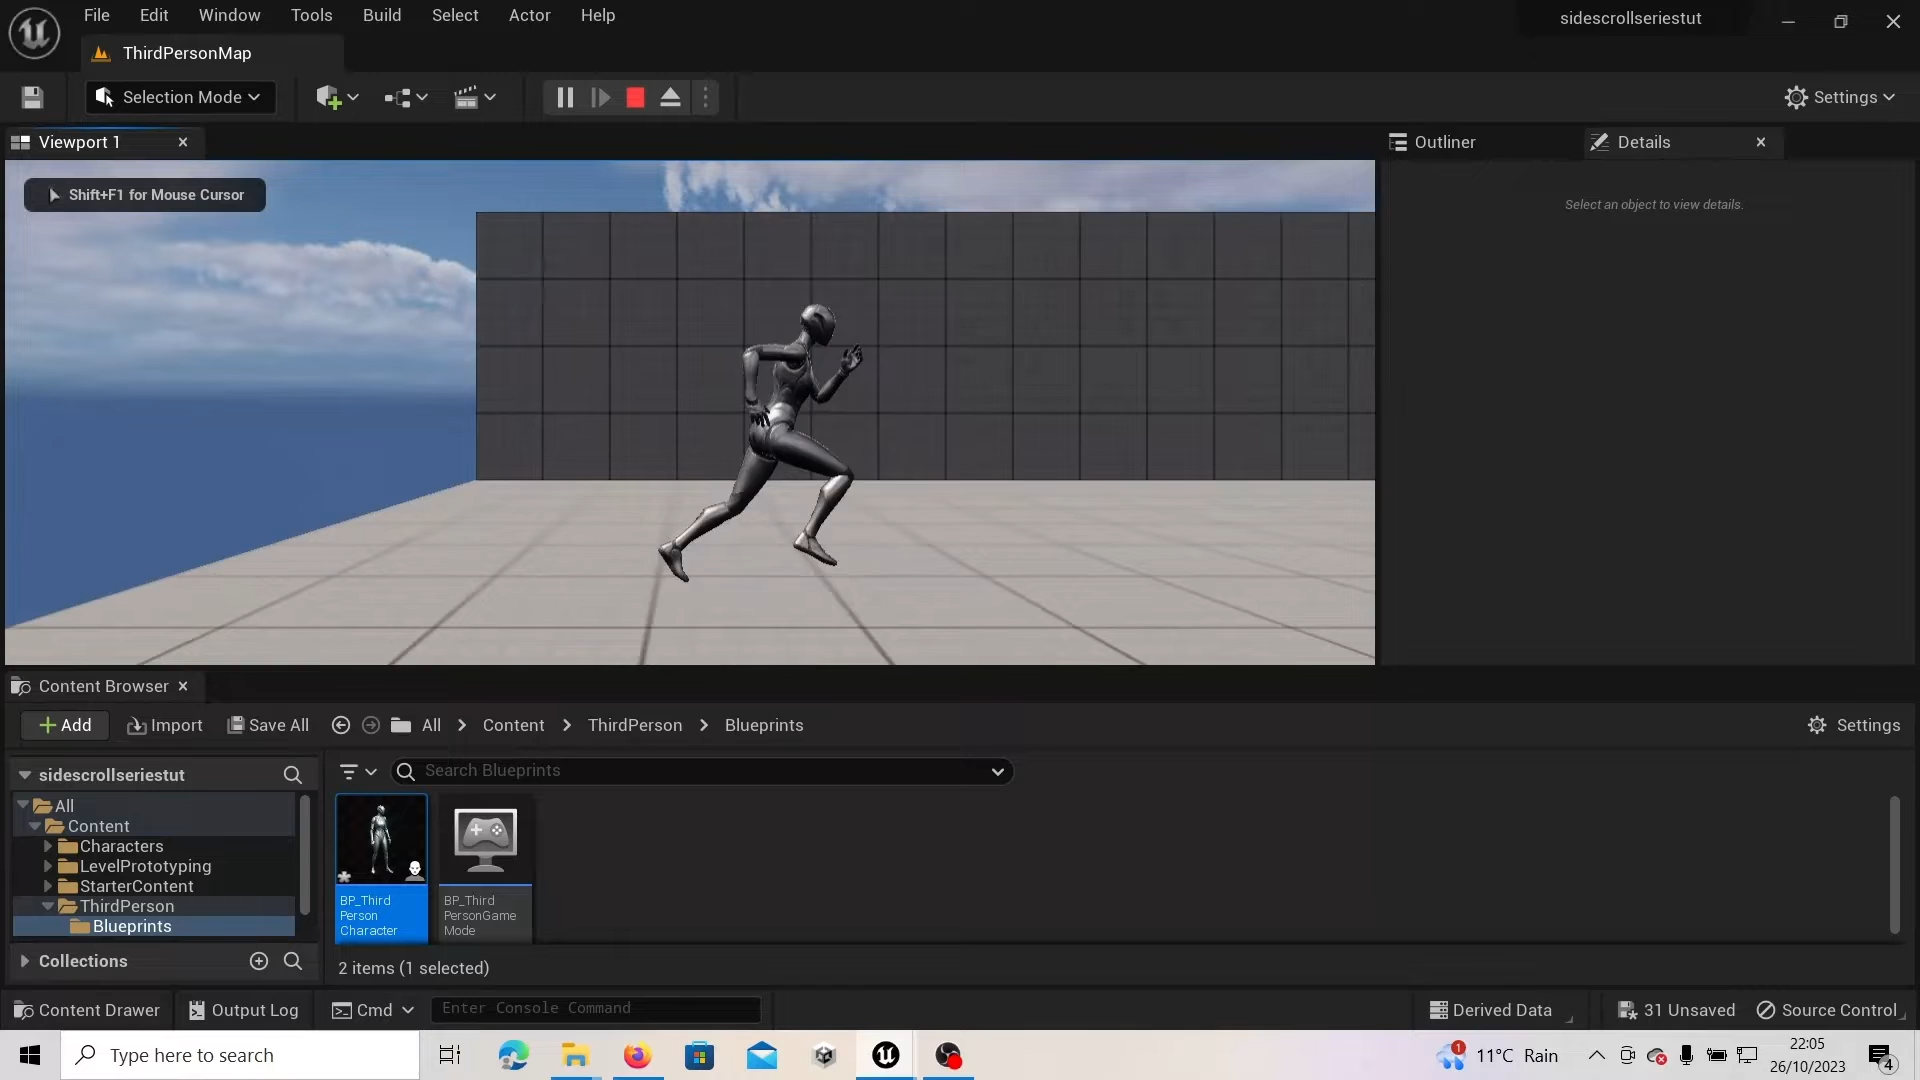 File Edit Window Tools Build Select Actor Help
sidescrollseriestut
ThirdPersonMap
Selection Mode
Settings
Viewport 1
Outliner
Details
Shift+F1 for Mouse Cursor
Select an object to view details.
Content Browser
Add
Import
Save All
All
Content
ThirdPerson
Blueprints
Settings
sidescrollseriestut
Search Blueprints
All
Content
Characters
LevelPrototyping
StarterContent
ThirdPerson
Blueprints
BP_Third
Person
Character
BP_Third
PersonGame
Mode
Collections
2 items (1 selected)
Content Drawer
Output Log
Cmd
Enter Console Command
Derived Data
31 Unsaved
Source Control
Type here to search
1
11°C Rain
22:05
26/10/2023
4